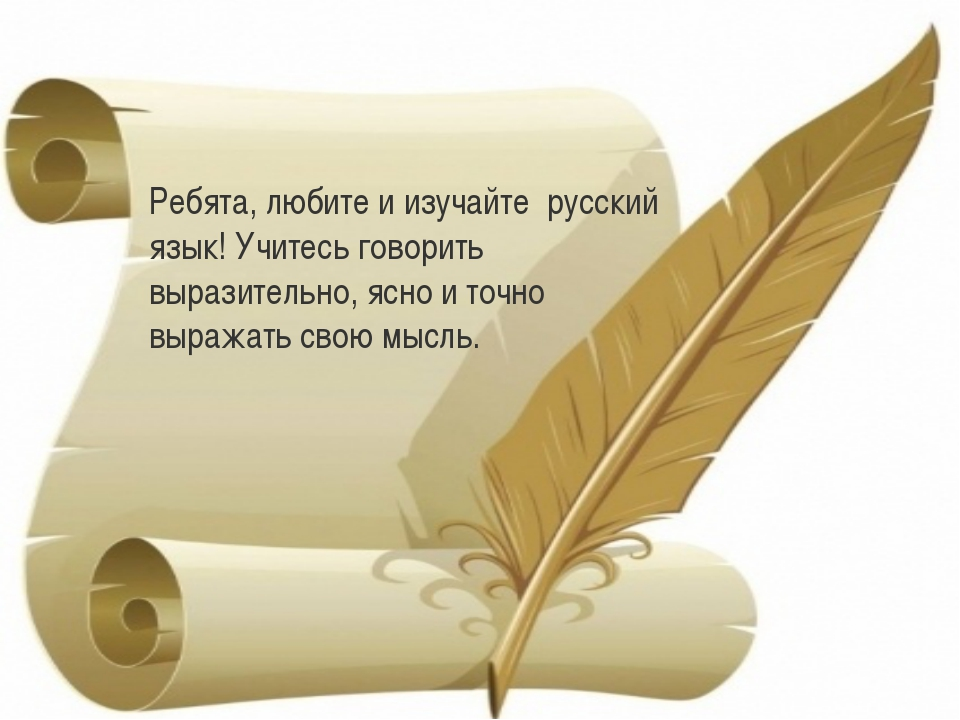 Ребята, любите и изучайте  русский
язык! Учитесь говорить
выразительно, ясно и точно
выражать свою мысль.